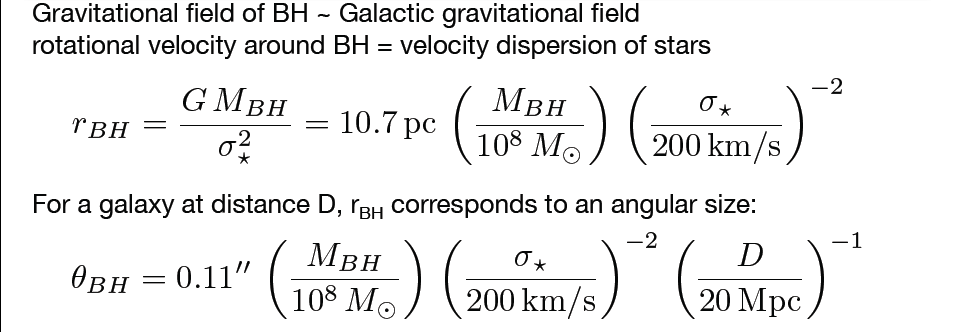 Gravitational field of BH ~ Galactic gravitational field
rotational velocity around BH = velocity dispersion of stars
r_{BH} = \frac{G M_{BH}}{\sigma_{\star}^{2}} = 10.7 pc \left( \frac{M_{BH}}{10^{8} M_{\odot}} \right) \left( \frac{\sigma_{\star}}{200 km/s} \right)^{-2}
For a galaxy at distance D, r_{BH} corresponds to an angular size:
\theta_{BH} = 0.11'' \left( \frac{M_{BH}}{10^{8} M_{\odot}} \right) \left( \frac{\sigma_{\star}}{200 km/s} \right)^{-2} \left( \frac{D}{20 Mpc} \right)^{-1}